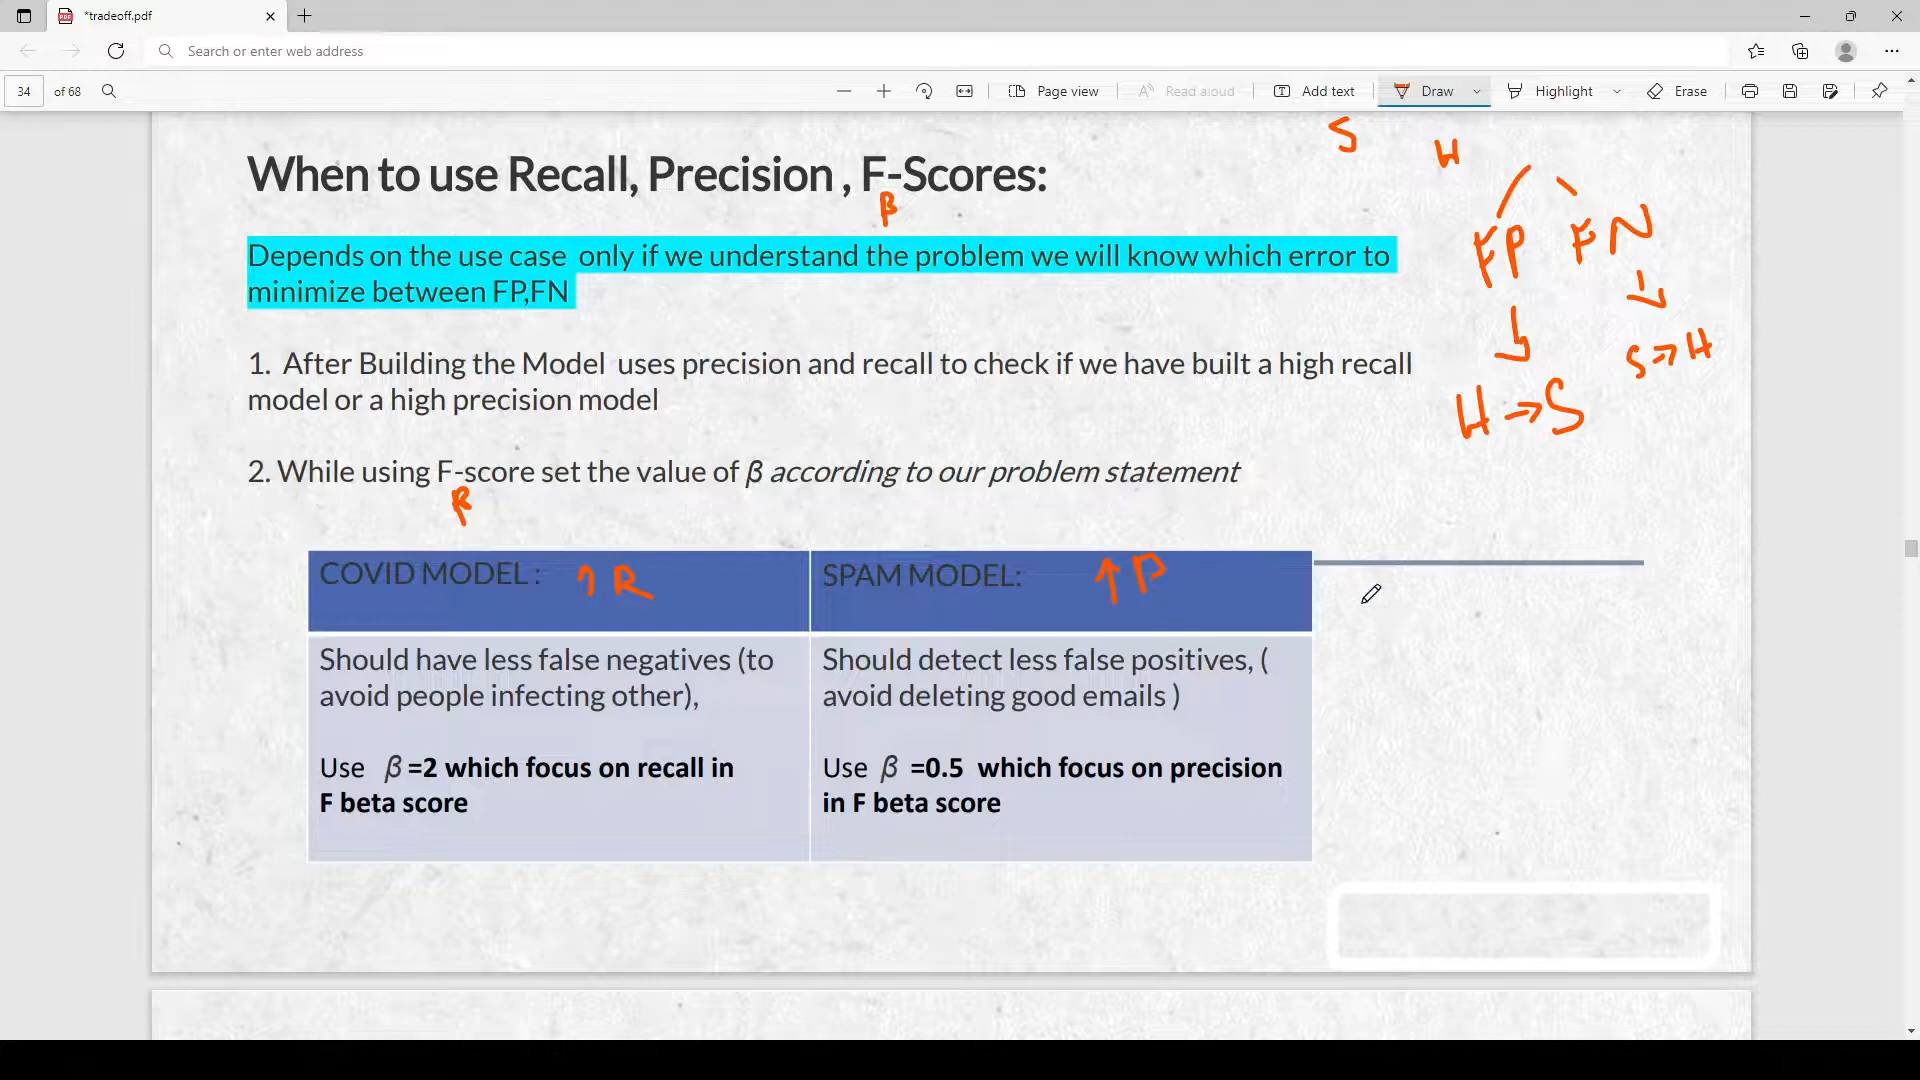 *tradeoff.pdf
Search or enter web address
34 of 68
Page view
Read aloud
Add text
Draw
Highlight
Erase
S
H
When to use Recall, Precision , F-Scores:
β
FP FN
Depends on the use case only if we understand the problem we will know which error to
minimize between FP,FN
S→H
H→S
1. After Building the Model uses precision and recall to check if we have built a high recall
model or a high precision model
2. While using F-score set the value of β according to our problem statement
β
COVID MODEL : ↑ R
SPAM MODEL: ↑ P
Should have less false negatives (to
avoid people infecting other),
Use β =2 which focus on recall in
F beta score
Should detect less false positives, (
avoid deleting good emails )
Use β =0.5 which focus on precision
in F beta score